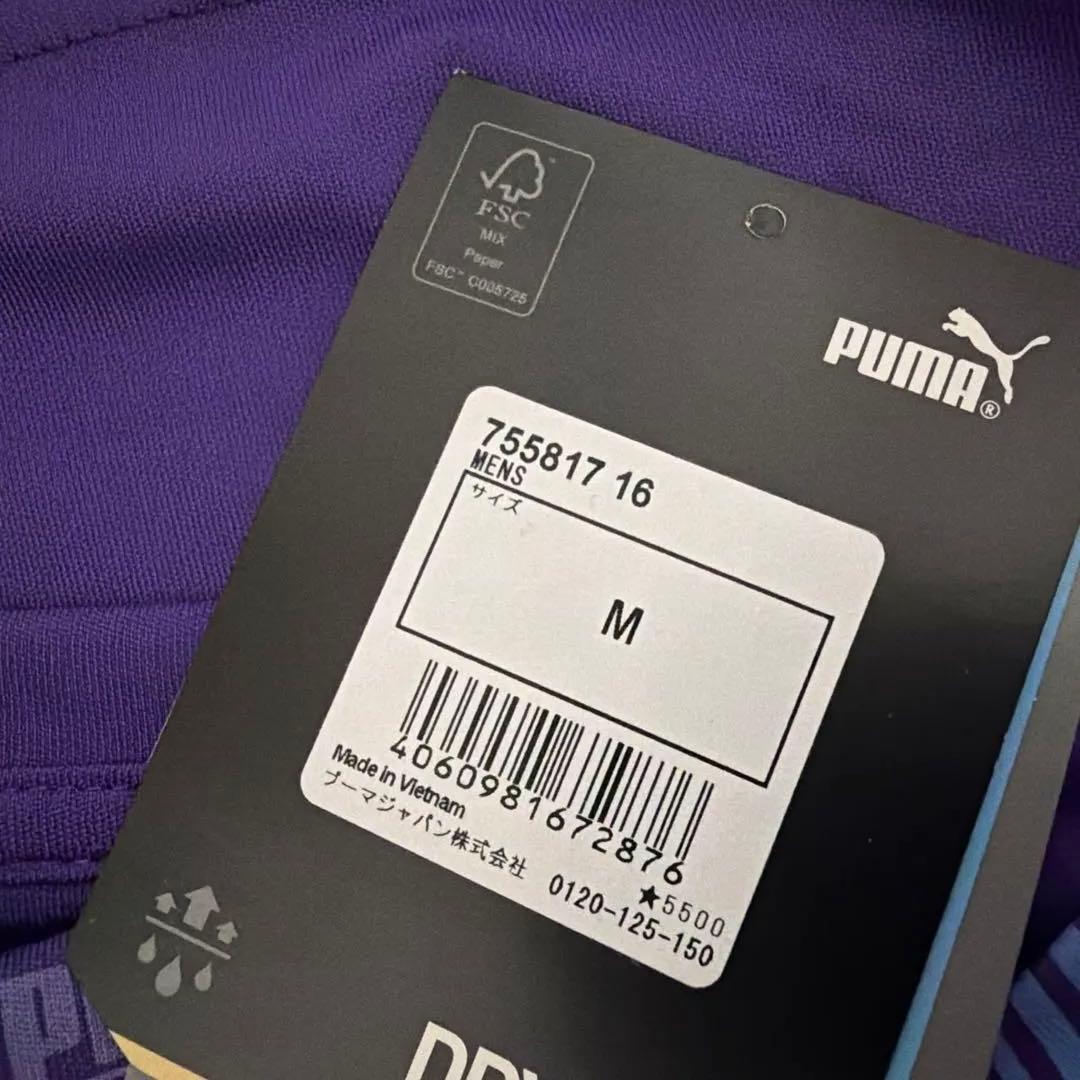 FSC
MIX
Paper
FSC™ C005725
PUMA®
755817 16
MENS
サイズ
M
4060981672876
Made in Vietnam
プーマジャパン株式会社
★5500
0120-125-150